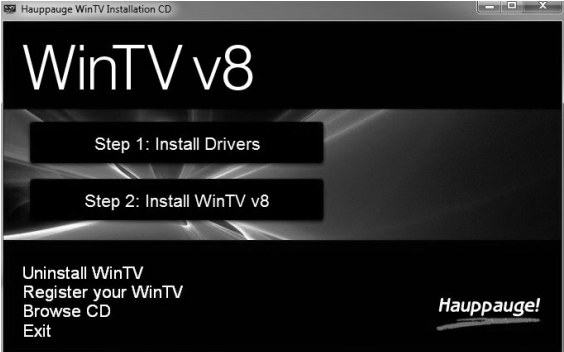 Hauppauge WinTV Installation CD
WinTV v8
Step 1: Install Drivers
Step 2: Install WinTV v8
Uninstall WinTV
Register your WinTV
Browse CD
Exit
Hauppauge!